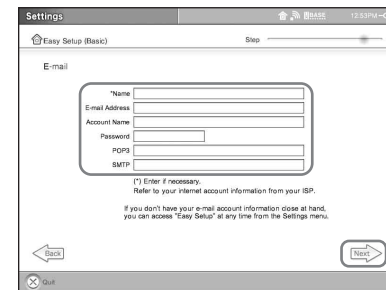 Settings
BASE 12:53PM
Easy Setup (Basic)
Step
E-mail
*Name
E-mail Address
Account Name
Password
POP3
SMTP
(*) Enter if necessary.
Refer to your internet account information from your ISP.
If you don't have your e-mail account information close at hand,
you can access "Easy Setup" at any time from the Settings menu.
Back
Next
Quit